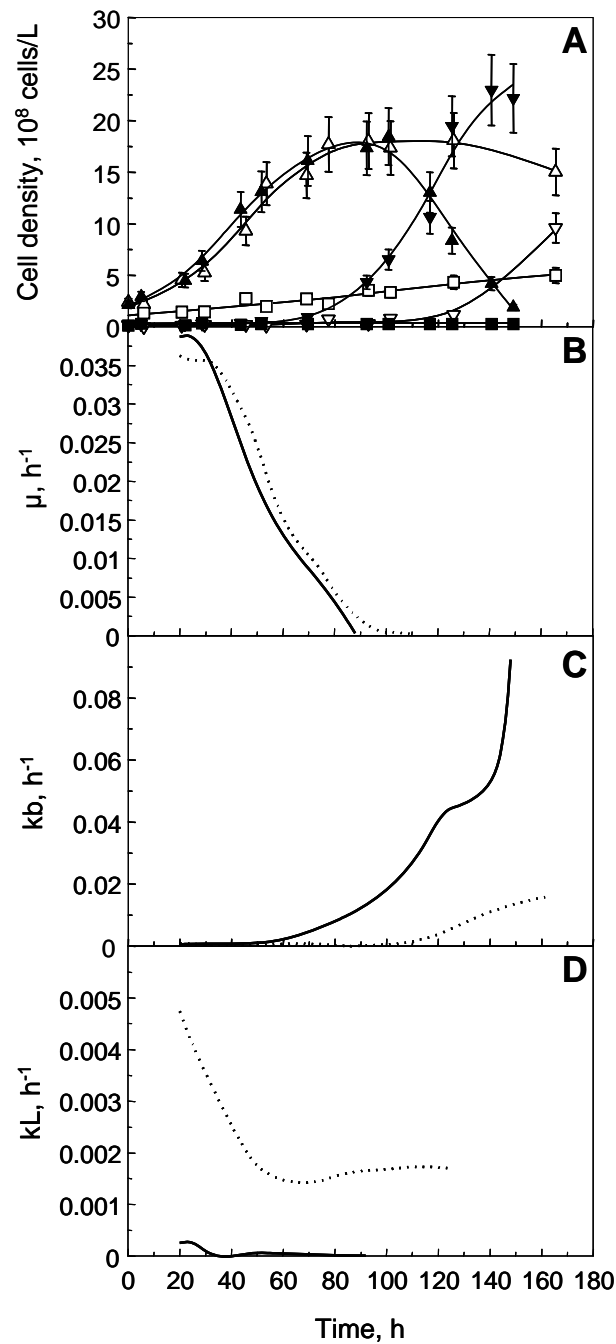 A
Cell density, 10⁸ cells/L
30
25
20
15
10
5
0
B
μ, h⁻¹
0.035
0.03
0.025
0.02
0.015
0.01
0.005
0
C
kb, h⁻¹
0.08
0.06
0.04
0.02
0
D
kL, h⁻¹
0.005
0.004
0.003
0.002
0.001
0
0 20 40 60 80 100 120 140 160 180
Time, h